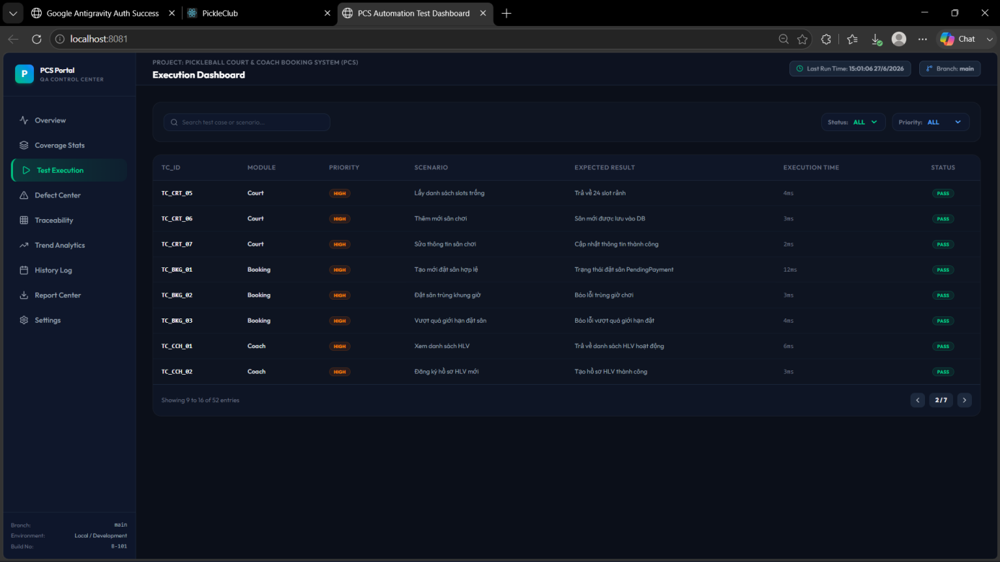 Google Antigravity Auth Success
PickleClub
PCS Automation Test Dashboard
localhost:8081
Chat
P
PCS Portal
QA CONTROL CENTER
PROJECT: PICKLEBALL COURT & COACH BOOKING SYSTEM (PCS)
Execution Dashboard
Last Run Time: 15:01:06 27/6/2026
Branch: main
Overview
Coverage Stats
Test Execution
Defect Center
Traceability
Trend Analytics
History Log
Report Center
Settings
Search test case or scenario...
Status: ALL
Priority: ALL
TC_ID MODULE PRIORITY SCENARIO EXPECTED RESULT EXECUTION TIME STATUS
TC_CRT_05 Court HIGH Lấy danh sách slots trống Trả về 24 slot rảnh 4ms PASS
TC_CRT_06 Court HIGH Thêm mới sân chơi Sân mới được lưu vào DB 3ms PASS
TC_CRT_07 Court HIGH Sửa thông tin sân chơi Cập nhật thông tin thành công 2ms PASS
TC_BKG_01 Booking HIGH Tạo mới đặt sân hợp lệ Trạng thái đặt sân PendingPayment 12ms PASS
TC_BKG_02 Booking HIGH Đặt sân trùng khung giờ Báo lỗi trùng giờ chơi 3ms PASS
TC_BKG_03 Booking HIGH Vượt quá giới hạn đặt sân Báo lỗi vượt quá giới hạn đặt 4ms PASS
TC_CCH_01 Coach HIGH Xem danh sách HLV Trả về danh sách HLV hoạt động 6ms PASS
TC_CCH_02 Coach HIGH Đăng ký hồ sơ HLV mới Tạo hồ sơ HLV thành công 3ms PASS
Showing 9 to 16 of 52 entries
2 / 7
Branch: main
Environment: Local / Development
Build No: B-101